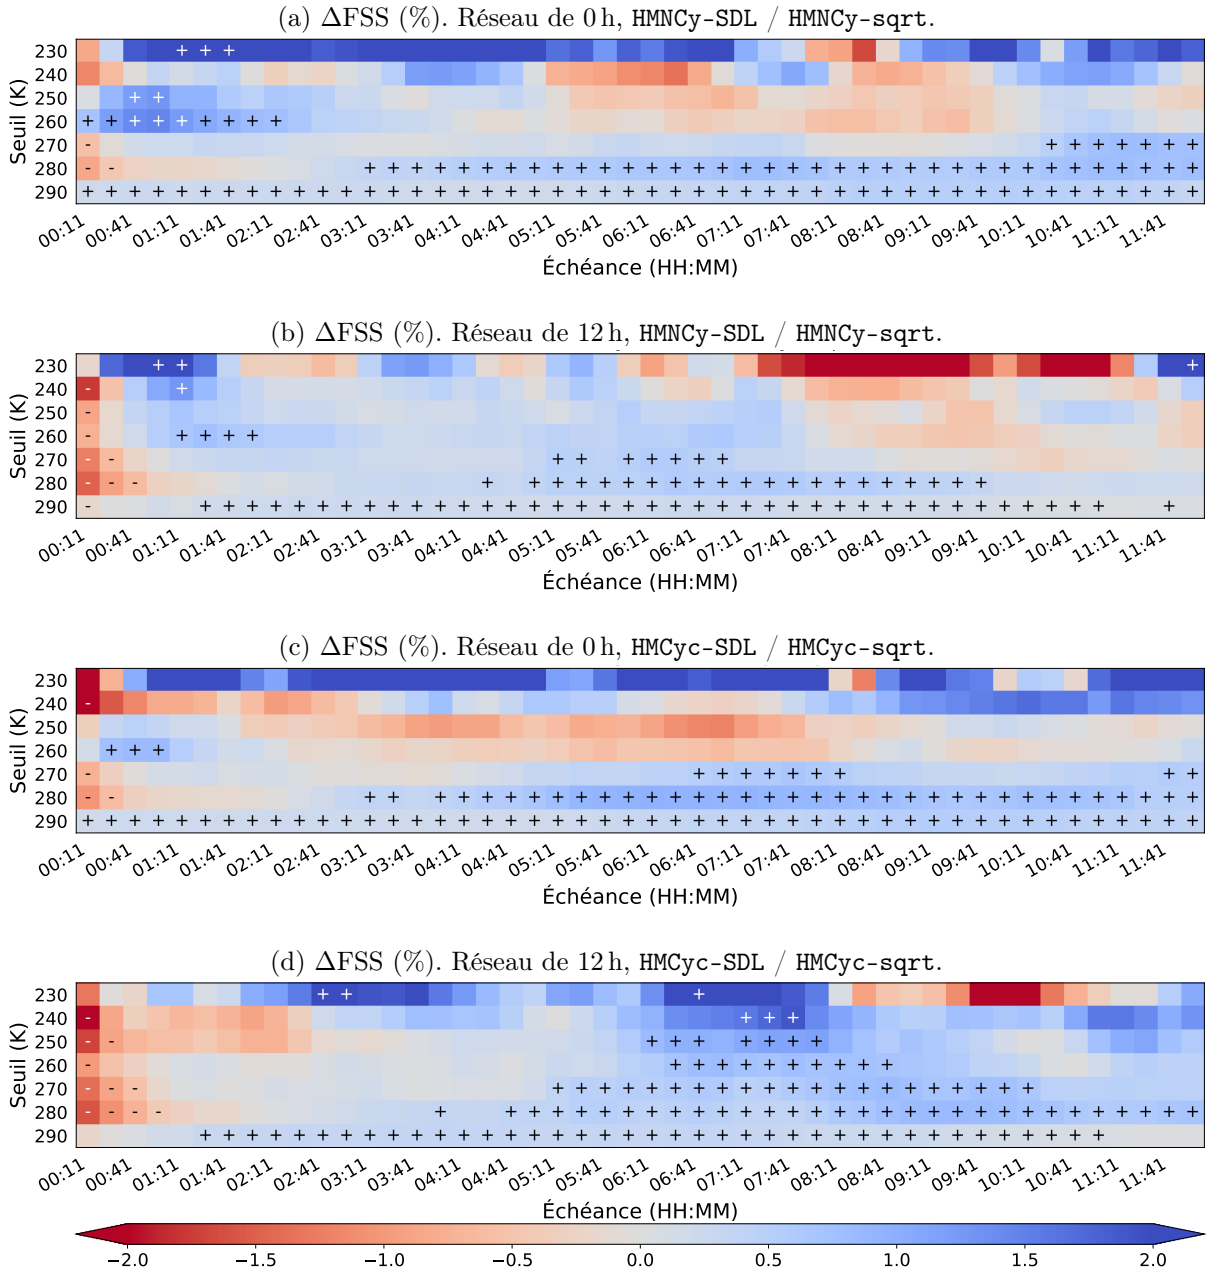 (a) ΔFSS (%). Réseau de 0 h, HMNCy-SDL / HMNCy-sqrt.
Seuil (K)
230
240
250
260
270
280
290
00:11 00:41 01:11 01:41 02:11 02:41 03:11 03:41 04:11 04:41 05:11 05:41 06:11 06:41 07:11 07:41 08:11 08:41 09:11 09:41 10:11 10:41 11:11 11:41
Échéance (HH:MM)
(b) ΔFSS (%). Réseau de 12 h, HMNCy-SDL / HMNCy-sqrt.
Seuil (K)
230
240
250
260
270
280
290
00:11 00:41 01:11 01:41 02:11 02:41 03:11 03:41 04:11 04:41 05:11 05:41 06:11 06:41 07:11 07:41 08:11 08:41 09:11 09:41 10:11 10:41 11:11 11:41
Échéance (HH:MM)
(c) ΔFSS (%). Réseau de 0 h, HMCyc-SDL / HMCyc-sqrt.
Seuil (K)
230
240
250
260
270
280
290
00:11 00:41 01:11 01:41 02:11 02:41 03:11 03:41 04:11 04:41 05:11 05:41 06:11 06:41 07:11 07:41 08:11 08:41 09:11 09:41 10:11 10:41 11:11 11:41
Échéance (HH:MM)
(d) ΔFSS (%). Réseau de 12 h, HMCyc-SDL / HMCyc-sqrt.
Seuil (K)
230
240
250
260
270
280
290
00:11 00:41 01:11 01:41 02:11 02:41 03:11 03:41 04:11 04:41 05:11 05:41 06:11 06:41 07:11 07:41 08:11 08:41 09:11 09:41 10:11 10:41 11:11 11:41
Échéance (HH:MM)
−2.0 −1.5 −1.0 −0.5 0.0 0.5 1.0 1.5 2.0